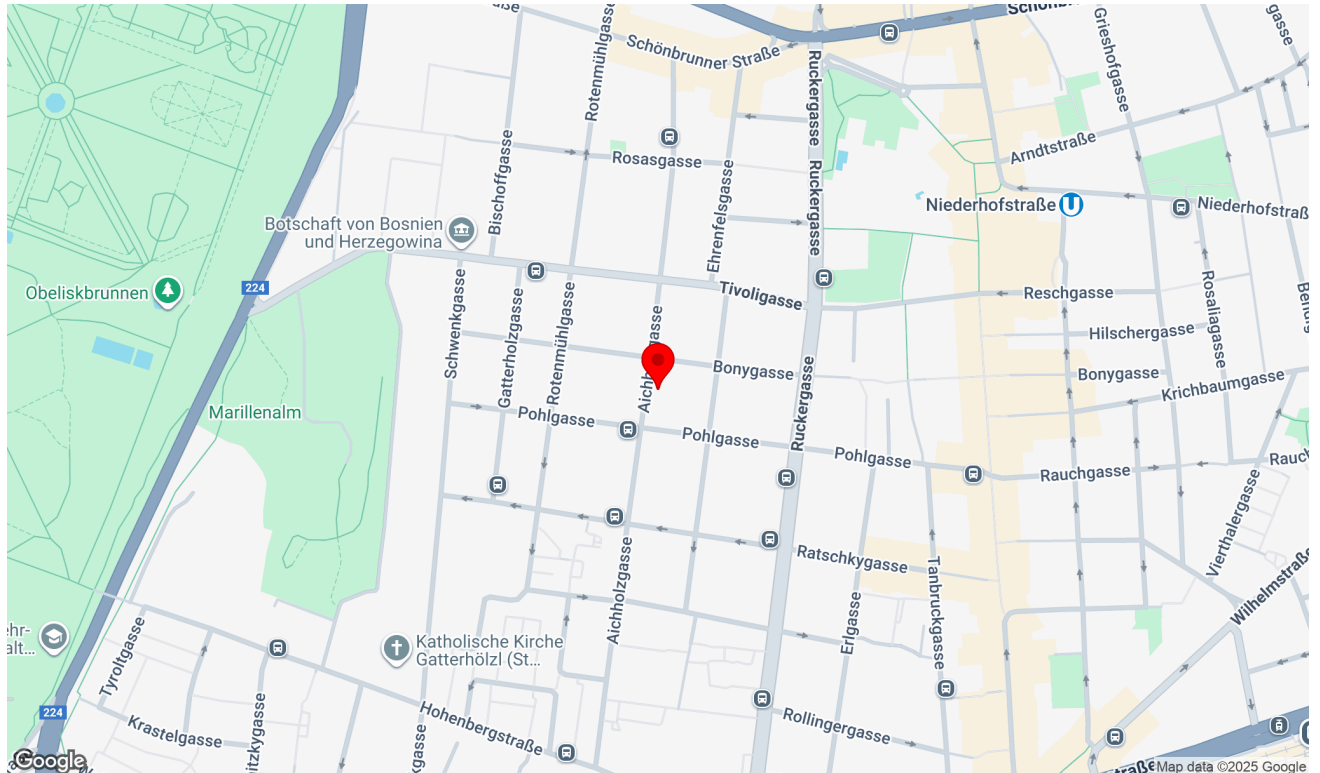 Schönbrunner Straße
Rotenmühlgasse
Ruckergasse
Grieshofgasse
gasse
Bischoffgasse
Rosasgasse
Arndtstraße
Ehrenfelsgasse
Ruckergasse
Niederhofstraße
Botschaft von Bosnien
und Herzegowina
Obeliskbrunnen
224
Tivoligasse
Reschgasse
Rosaliagasse
Hilschergasse
Schwenkgasse
Gatterholzgasse
Rotenmühlgasse
Bonygasse
Bonygasse
Krichbaumgasse
Marillenalm
Pohlgasse
Pohlgasse
Pohlgasse
Ruckergasse
Rauchgasse
Vierthalergasse
Ratschkygasse
Tanbruckgasse
Wilhelmstraße
Aichholzgasse
Erlgasse
Katholische Kirche
Gatterhölzl (St...
Tyroltgasse
224
Krastelgasse
Hohenbergstraße
Rollingergasse
Google
Map data ©2025 Google